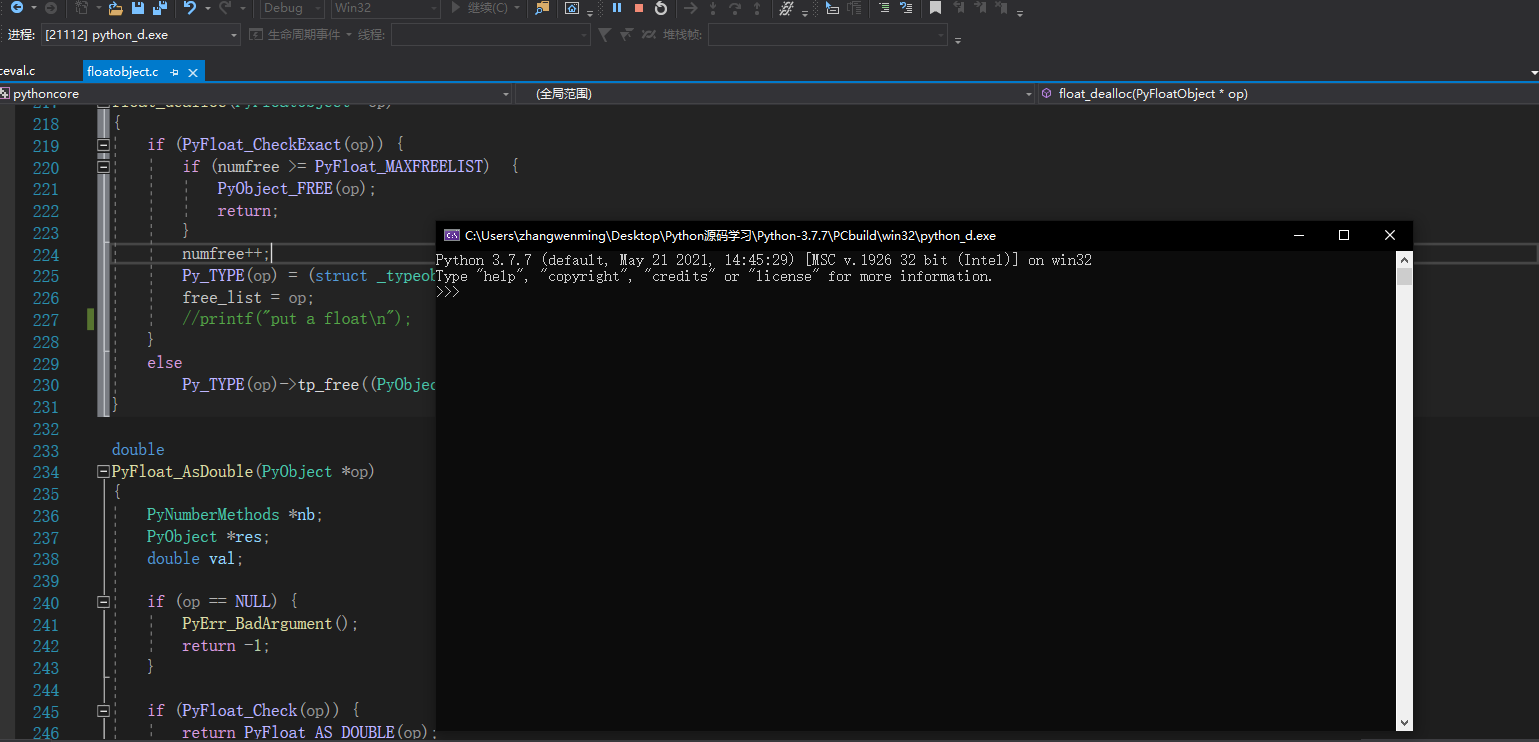 Debug Win32 继续(C)
进程: [21112] python_d.exe 生命周期事件 线程: 堆栈帧:
ceval.c floatobject.c
pythoncore (全局范围) float_dealloc(PyFloatObject * op)
217 float_dealloc(PyFloatObject *op)
218 {
219 if (PyFloat_CheckExact(op)) {
220 if (numfree >= PyFloat_MAXFREELIST) {
221 PyObject_FREE(op);
222 return;
223 }
224 numfree++;
225 Py_TYPE(op) = (struct _typeob
226 free_list = op;
227 //printf("put a float\n");
228 }
229 else
230 Py_TYPE(op)->tp_free((PyObjec
231 }
232
233 double
234 PyFloat_AsDouble(PyObject *op)
235 {
236 PyNumberMethods *nb;
237 PyObject *res;
238 double val;
239
240 if (op == NULL) {
241 PyErr_BadArgument();
242 return -1;
243 }
244
245 if (PyFloat_Check(op)) {
246 return PyFloat_AS_DOUBLE(op);
C:\Users\zhangwenming\Desktop\Python源码学习\Python-3.7.7\PCbuild\win32\python_d.exe
Python 3.7.7 (default, May 21 2021, 14:45:29) [MSC v.1926 32 bit (Intel)] on win32
Type "help", "copyright", "credits" or "license" for more information.
>>>